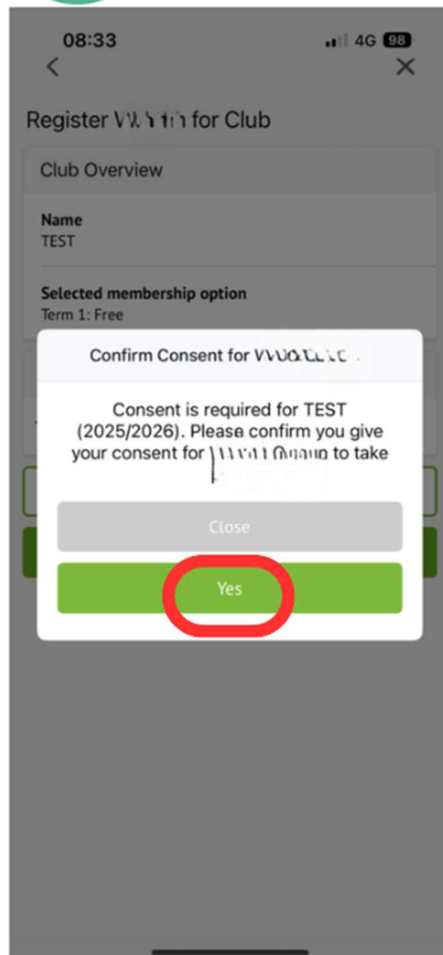 08:33
4G 98
Register for Club
Club Overview
Name
TEST
Selected membership option
Term 1: Free
Confirm Consent for
Consent is required for TEST
(2025/2026). Please confirm you give
your consent for to take
Close
Yes